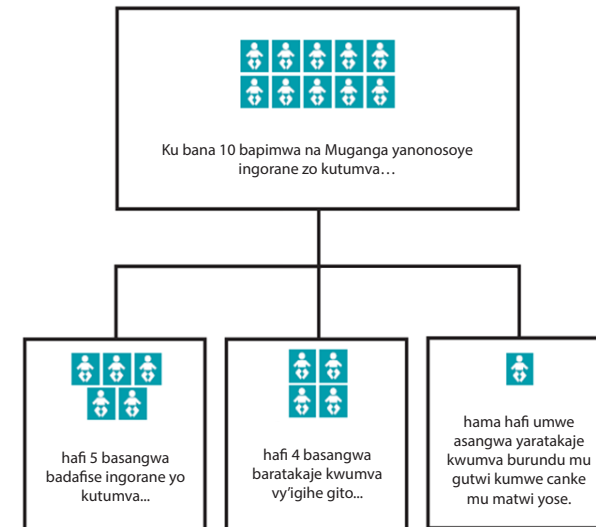 Ku bana 10 bapimwa na Muganga yanonosoye
ingorane zo kutumva…
hafi 5 basangwa
badafise ingorane yo
kutumva...
hafi 4 basangwa
baratakaje kwumva
vy'igihe gito...
hama hafi umwe
asangwa yaratakaje
kwumva burundu mu
gutwi kumwe canke
mu matwi yose.